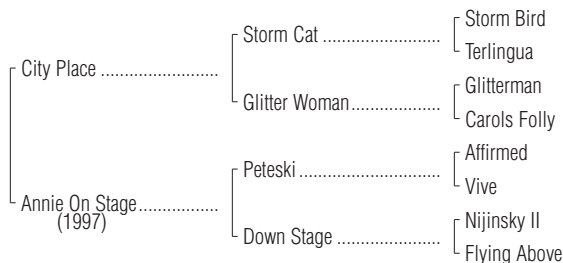 Storm Bird
Storm Cat ........................
Terlingua
City Place ........................
Glitterman
Glitter Woman..................
Carols Folly
Affirmed
Peteski .............................
Vive
Annie On Stage................
(1997)
Nijinsky II
Down Stage .....................
Flying Above